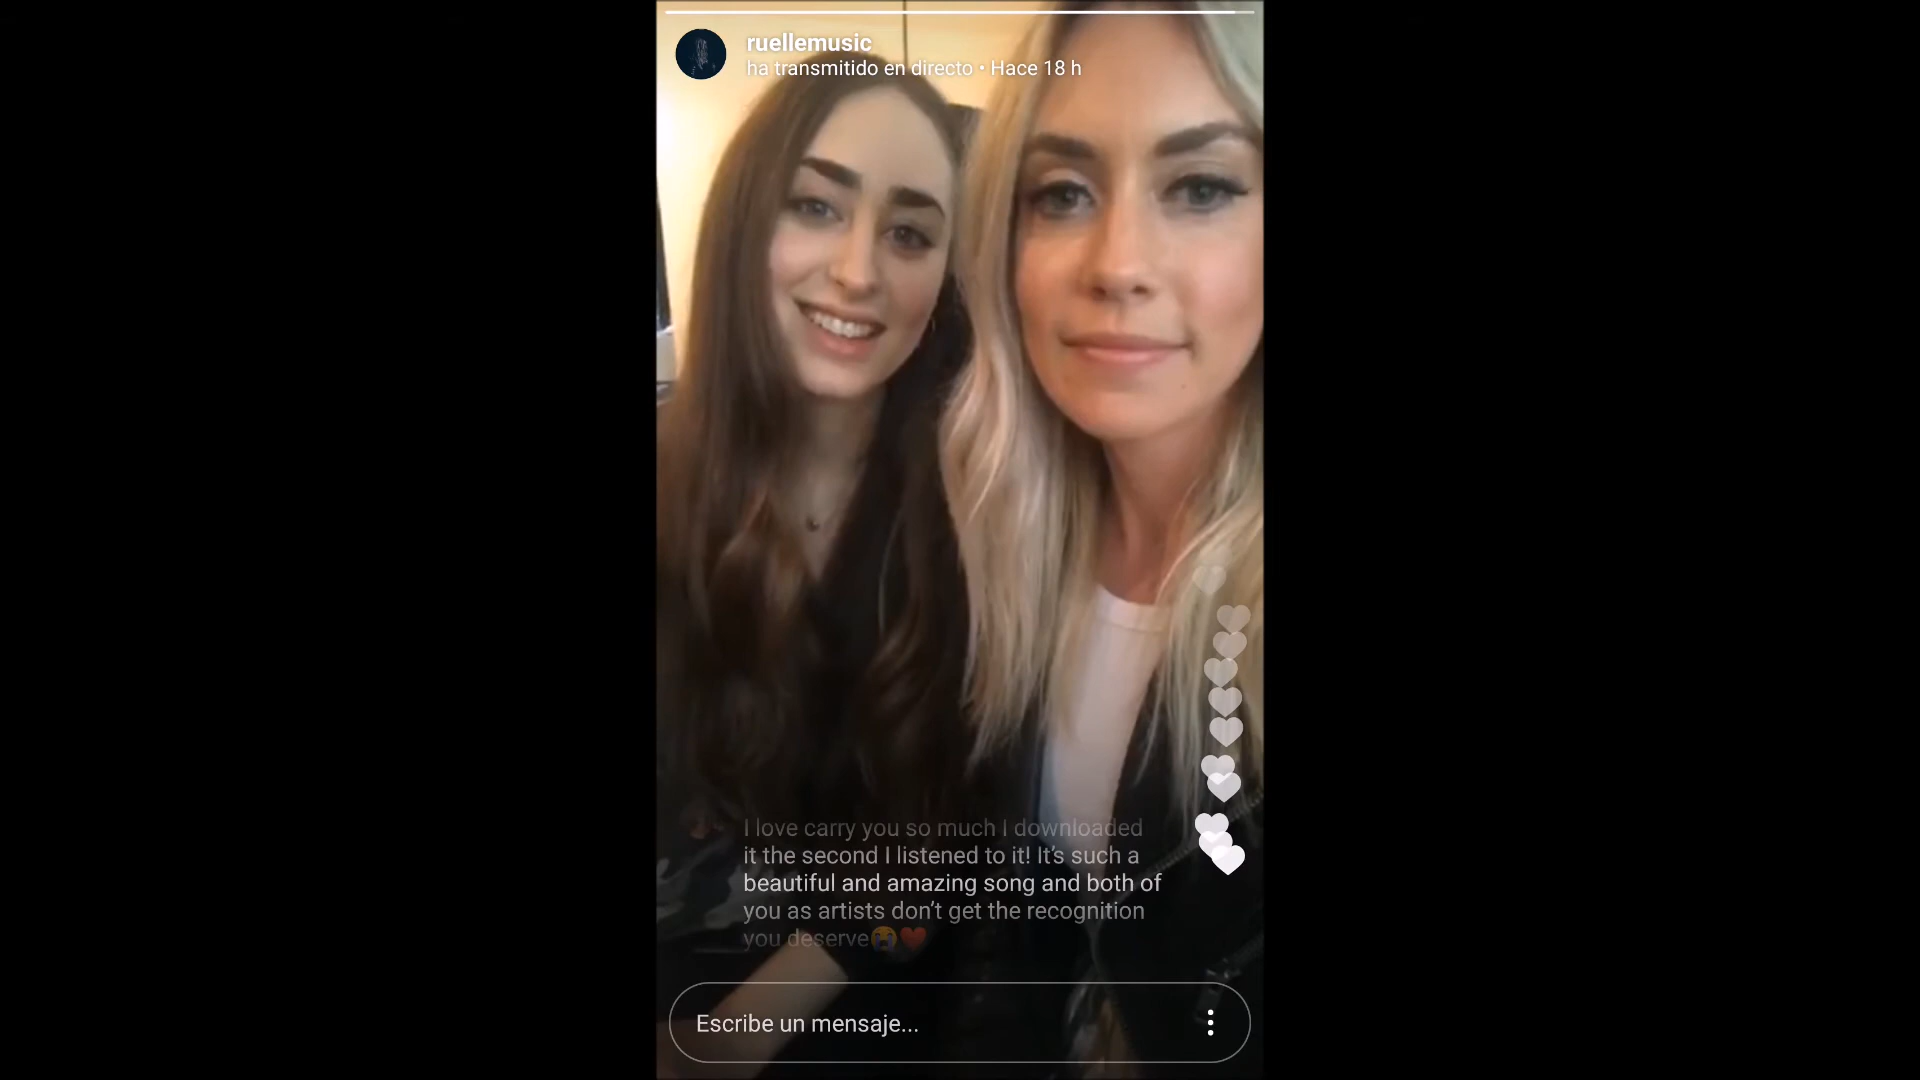 ruellemusic
ha transmitido en directo • Hace 18 h
I love carry you so much I downloaded
it the second I listened to it! It’s such a
beautiful and amazing song and both of
you as artists don’t get the recognition
you deserve😭❤️
Escribe un mensaje...